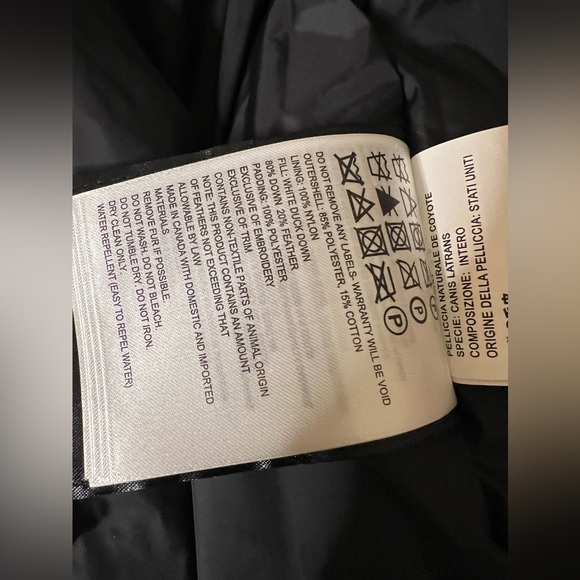 DO NOT REMOVE ANY LABELS- WARRANTY WILL BE VOID
OUTERSHELL: 85% POLYESTER, 15% COTTON
LINING: 100% NYLON
FILL: WHITE DUCK DOWN
80% DOWN 20% FEATHER
PADDING: 100% POLYESTER
EXCLUSIVE OF EMBROIDERY
EXCLUSIVE OF TRIM.
CONTAINS NON-TEXTILE PARTS OF ANIMAL ORIGIN
NOTE: THIS PRODUCT CONTAINS AN AMOUNT
OF FEATHERS NOT EXCEEDING THAT
ALLOWABLE BY LAW
MADE IN CANADA WITH DOMESTIC AND IMPORTED
MATERIALS
REMOVE FUR IF POSSIBLE.
DO NOT WASH. DO NOT BLEACH.
DO NOT TUMBLE DRY. DO NOT IRON.
DRY CLEAN ONLY.
WATER REPELLENT (EASY TO REPEL WATER)
P
P
PELLICCIA NATURALE DE COYOTE
SPECIE: CANIS LATRANS
COMPOSIZIONE: INTERO
ORIGINE DELLA PELLICCIA: STATI UNITI